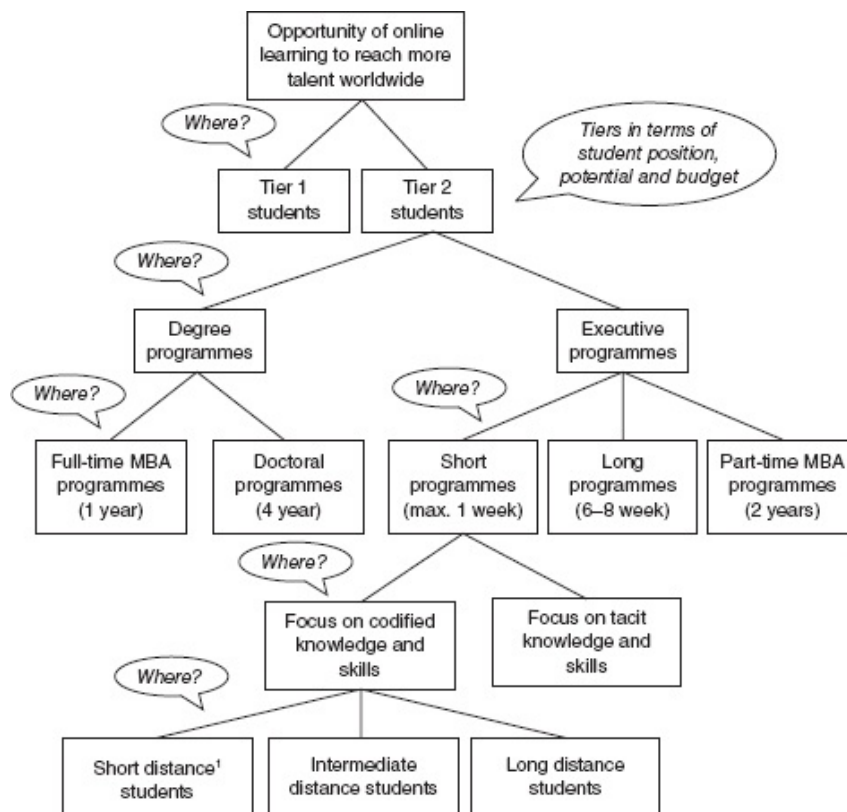 Opportunity of online
learning to reach more
talent worldwide
Where?
Tiers in terms of
student position,
potential and budget
Tier 1
students
Tier 2
students
Where?
Degree
programmes
Executive
programmes
Where?
Where?
Full-time MBA
programmes
(1 year)
Doctoral
programmes
(4 year)
Short
programmes
(max. 1 week)
Long
programmes
(6–8 week)
Part-time MBA
programmes
(2 years)
Where?
Focus on codified
knowledge and
skills
Focus on tacit
knowledge and
skills
Where?
Short distance¹
students
Intermediate
distance students
Long distance
students